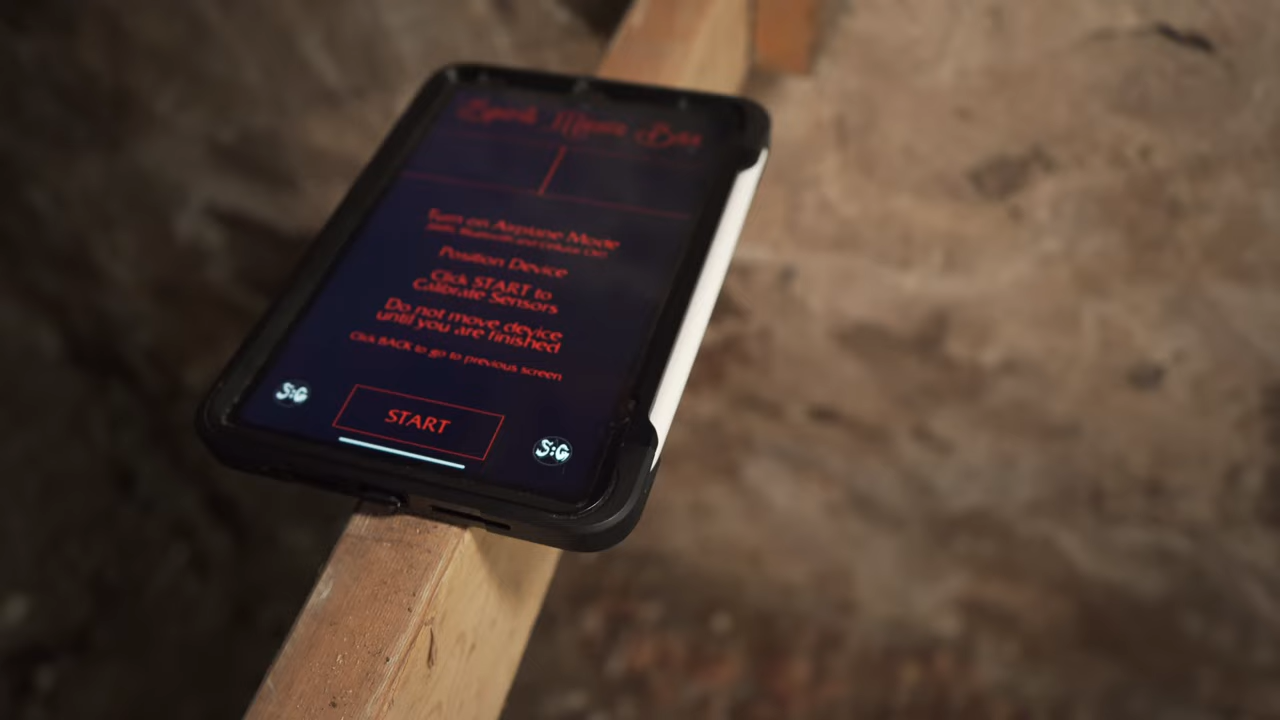 Turn on Airplane Mode
Position Device
Click START to
Calibrate Sensors
Do not move device
until you are finished
Click BACK to go to previous screen
START
S:G
S:G